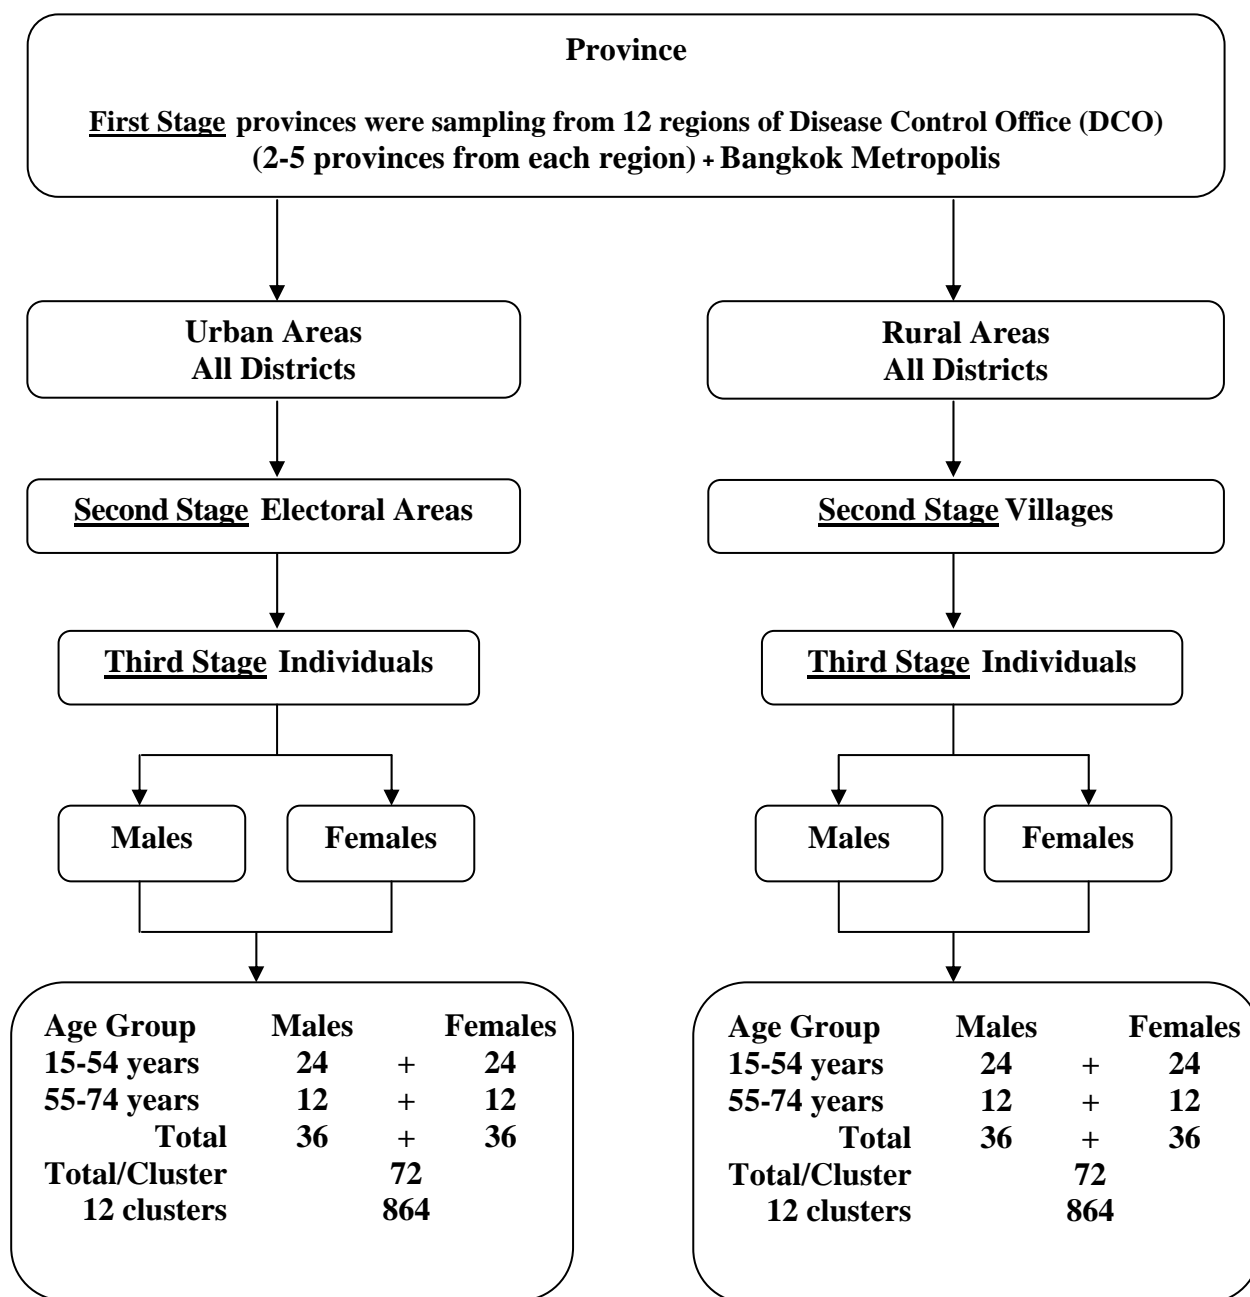 Province
First Stage provinces were sampling from 12 regions of Disease Control Office (DCO)
(2-5 provinces from each region) + Bangkok Metropolis
Urban Areas
All Districts
Rural Areas
All Districts
Second Stage Electoral Areas
Second Stage Villages
Third Stage Individuals
Third Stage Individuals
Males
Females
Males
Females
Age Group Males Females
15-54 years 24 + 24
55-74 years 12 + 12
Total 36 + 36
Total/Cluster 72
12 clusters 864
Age Group Males Females
15-54 years 24 + 24
55-74 years 12 + 12
Total 36 + 36
Total/Cluster 72
12 clusters 864